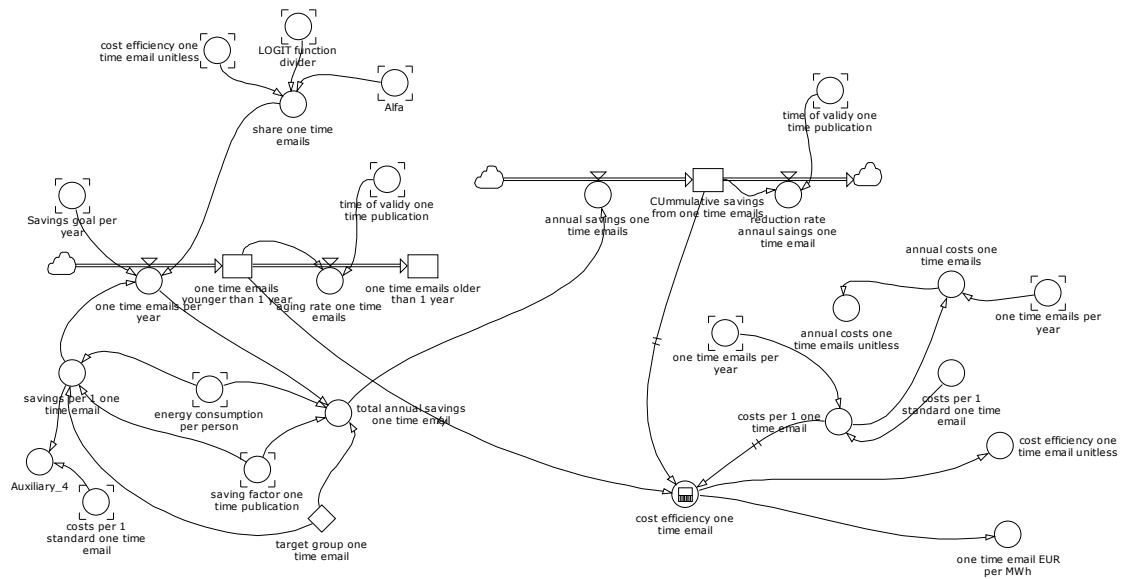 cost efficiency one
time email unitless
LOGIT function
divider
Alfa
share one time
emails
time of validy one
time publication
Savings goal per
year
time of validy one
time publication
CUmmulative savings
from one time emails
annual savings one
time emails
reduction rate
annaul saings one
time email
one time emails per
year
one time emails
younger than 1 year
aging rate one time
emails
one time emails older
than 1 year
annual costs one
time emails
annual costs one
time emails unitless
one time emails per
year
one time emails per
year
savings per 1 one
time email
energy consumption
per person
total annual savings
one time email
costs per 1
standard one time
email
costs per 1 one
time email
cost efficiency one
time email unitless
Auxiliary_4
costs per 1
standard one time
email
saving factor one
time publication
target group one
time email
cost efficiency one
time email
one time email EUR
per MWh